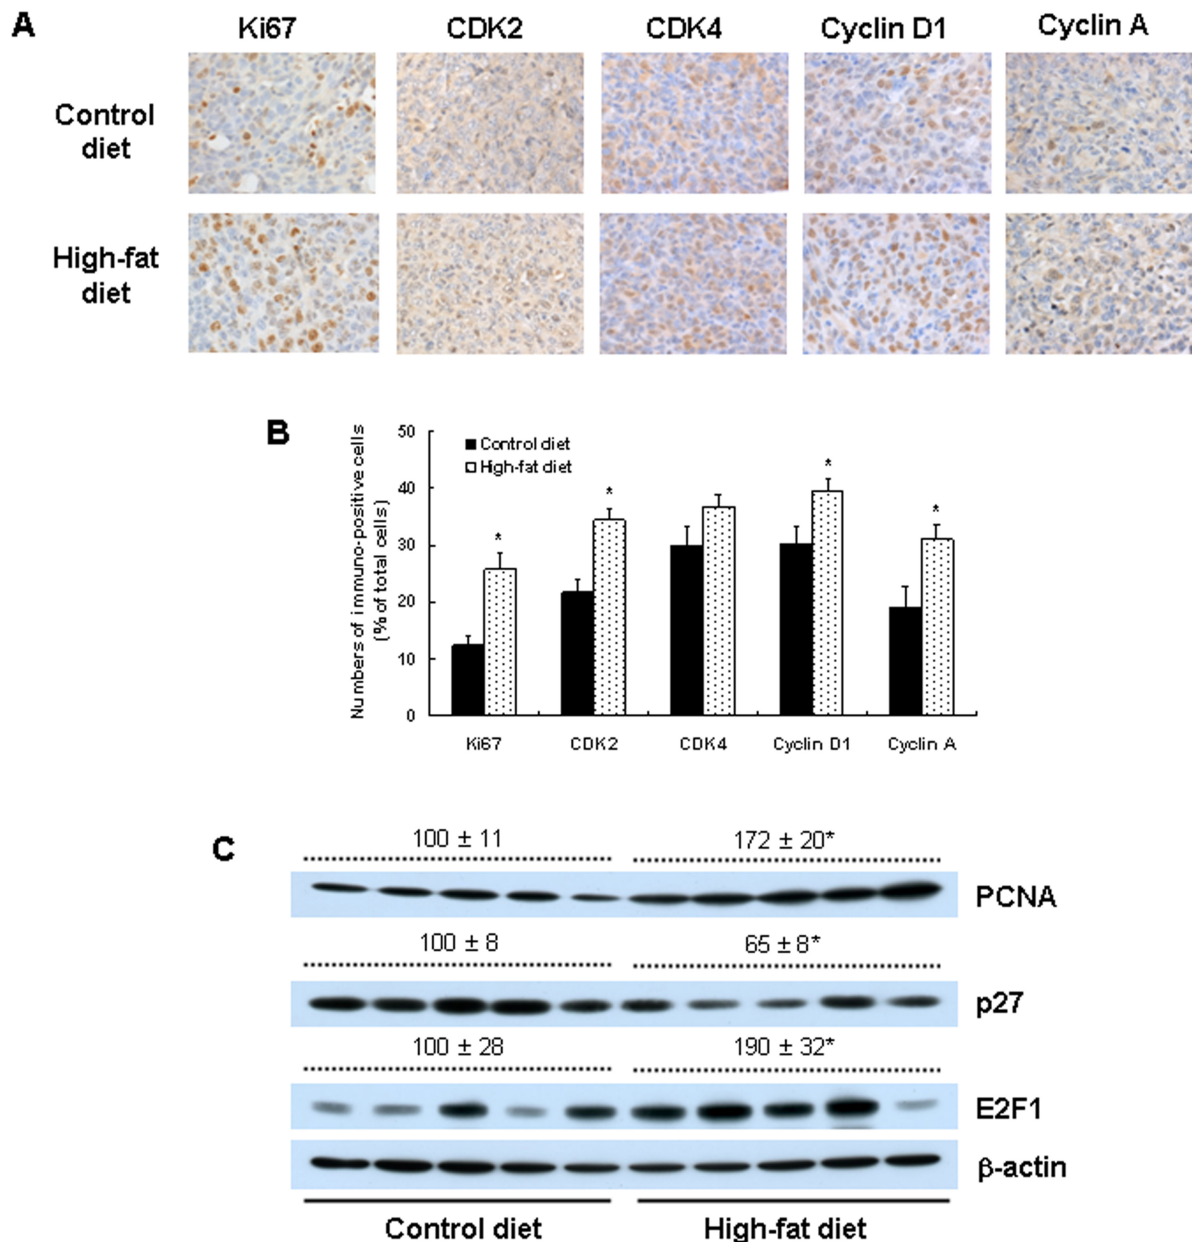 A
Ki67
CDK2
CDK4
Cyclin D1
Cyclin A
Control
diet
High-fat
diet
B
Numbers of immuno-positive cells
(% of total cells)
50
40
30
20
10
0
Control diet
High-fat diet
*
*
*
*
Ki67
CDK2
CDK4
Cyclin D1
Cyclin A
C
100 ± 11
172 ± 20*
PCNA
100 ± 8
65 ± 8*
p27
100 ± 28
190 ± 32*
E2F1
β-actin
Control diet
High-fat diet